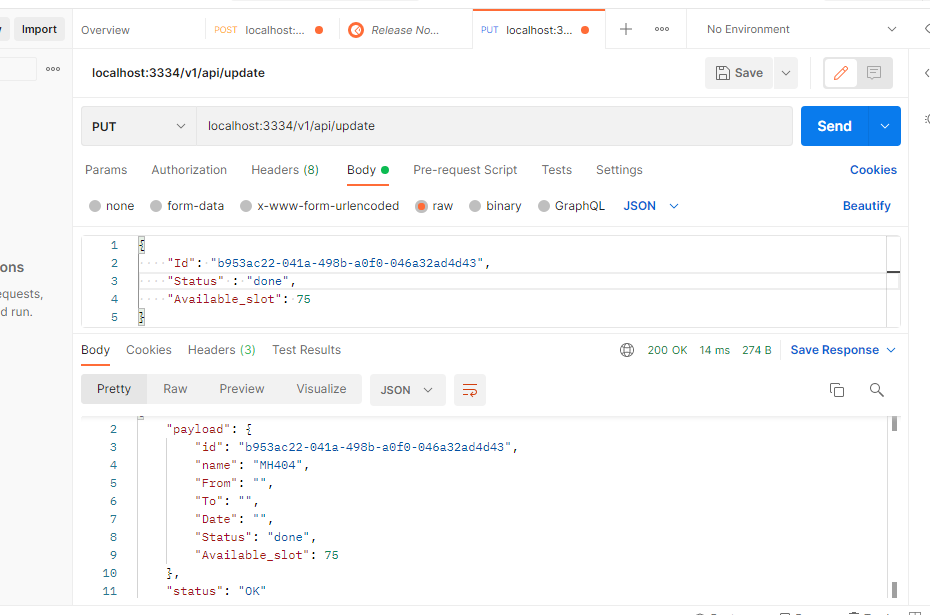 Import
Overview
POST localhost:...
Release No...
PUT localhost:3...
No Environment
localhost:3334/v1/api/update
Save
PUT
localhost:3334/v1/api/update
Send
Params Authorization Headers (8) Body Pre-request Script Tests Settings Cookies
none form-data x-www-form-urlencoded raw binary GraphQL JSON Beautify
1 {
2 "Id": "b953ac22-041a-498b-a0f0-046a32ad4d43",
3 "Status" : "done",
4 "Available_slot": 75
5 }
ons
equests,
d run.
Body Cookies Headers (3) Test Results 200 OK 14 ms 274 B Save Response
Pretty Raw Preview Visualize JSON
2 "payload": {
3 "id": "b953ac22-041a-498b-a0f0-046a32ad4d43",
4 "name": "MH404",
5 "From": "",
6 "To": "",
7 "Date": "",
8 "Status": "done",
9 "Available_slot": 75
10 },
11 "status": "OK"